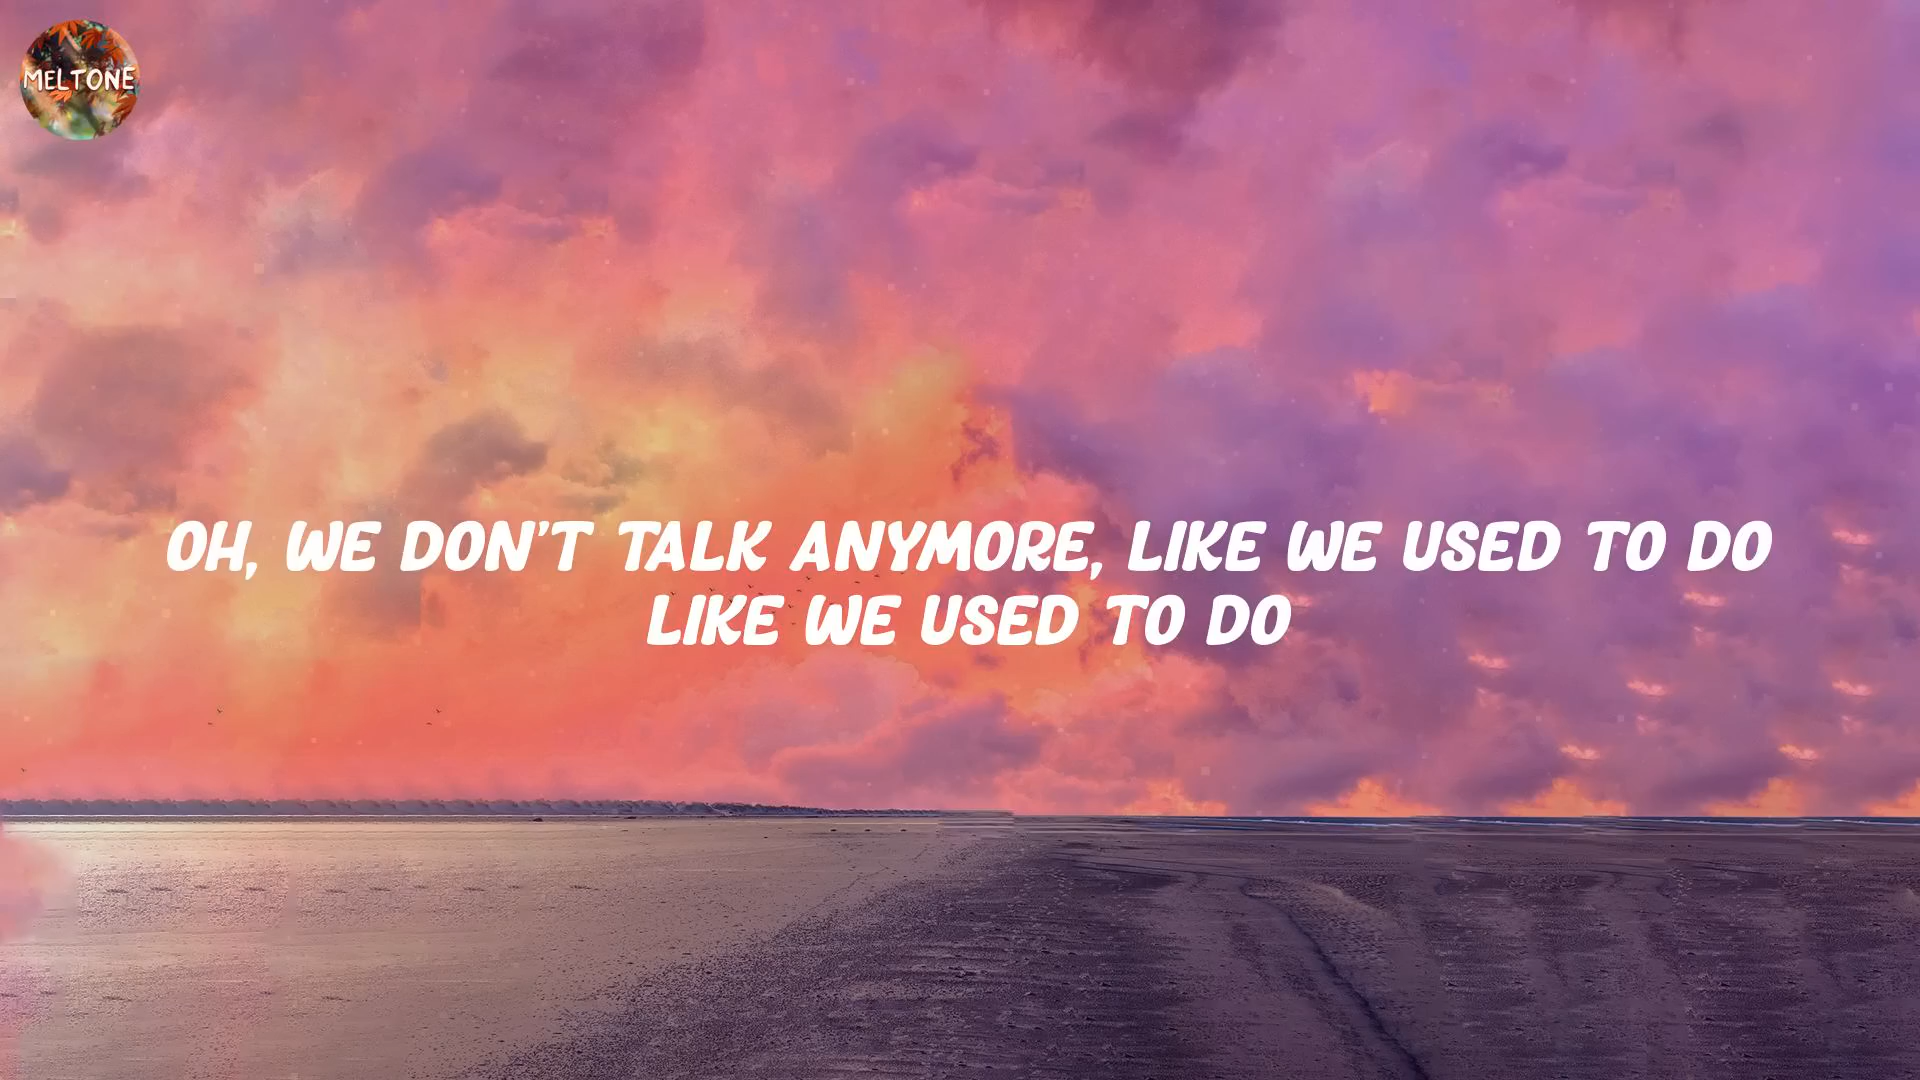 MELTONE
OH, WE DON'T TALK ANYMORE, LIKE WE USED TO DO
LIKE WE USED TO DO